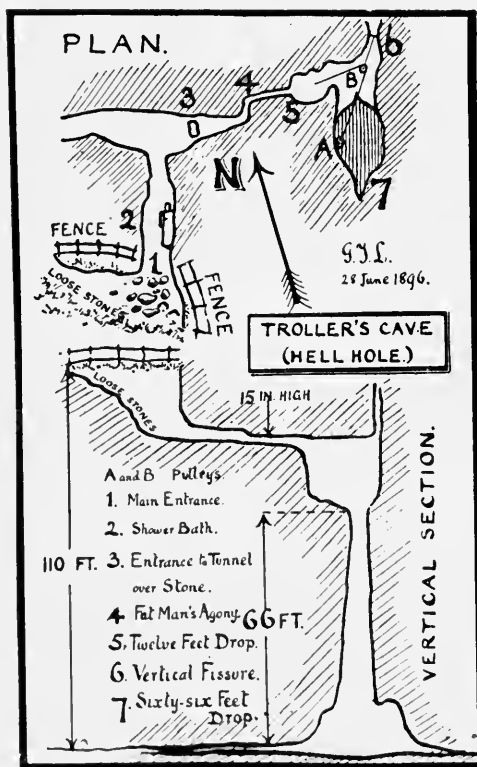 PLAN.
6
4
3
B
5
A
N
7
2
FENCE
G.T.L.
28 June 1896.
1
FENCE
LOOSE STONES
TROLLER'S CAVE
(HELL HOLE.)
LOOSE STONES
15 IN. HIGH
A and B Pulleys.
1. Main Entrance.
2. Shower Bath.
110 FT.
3. Entrance to Tunnel
over Stone.
4 Fat Man's Agony.
66 FT.
5. Twelve Feet Drop.
6. Vertical Fissure.
7. Sixty-six Feet
Drop.
VERTICAL SECTION.